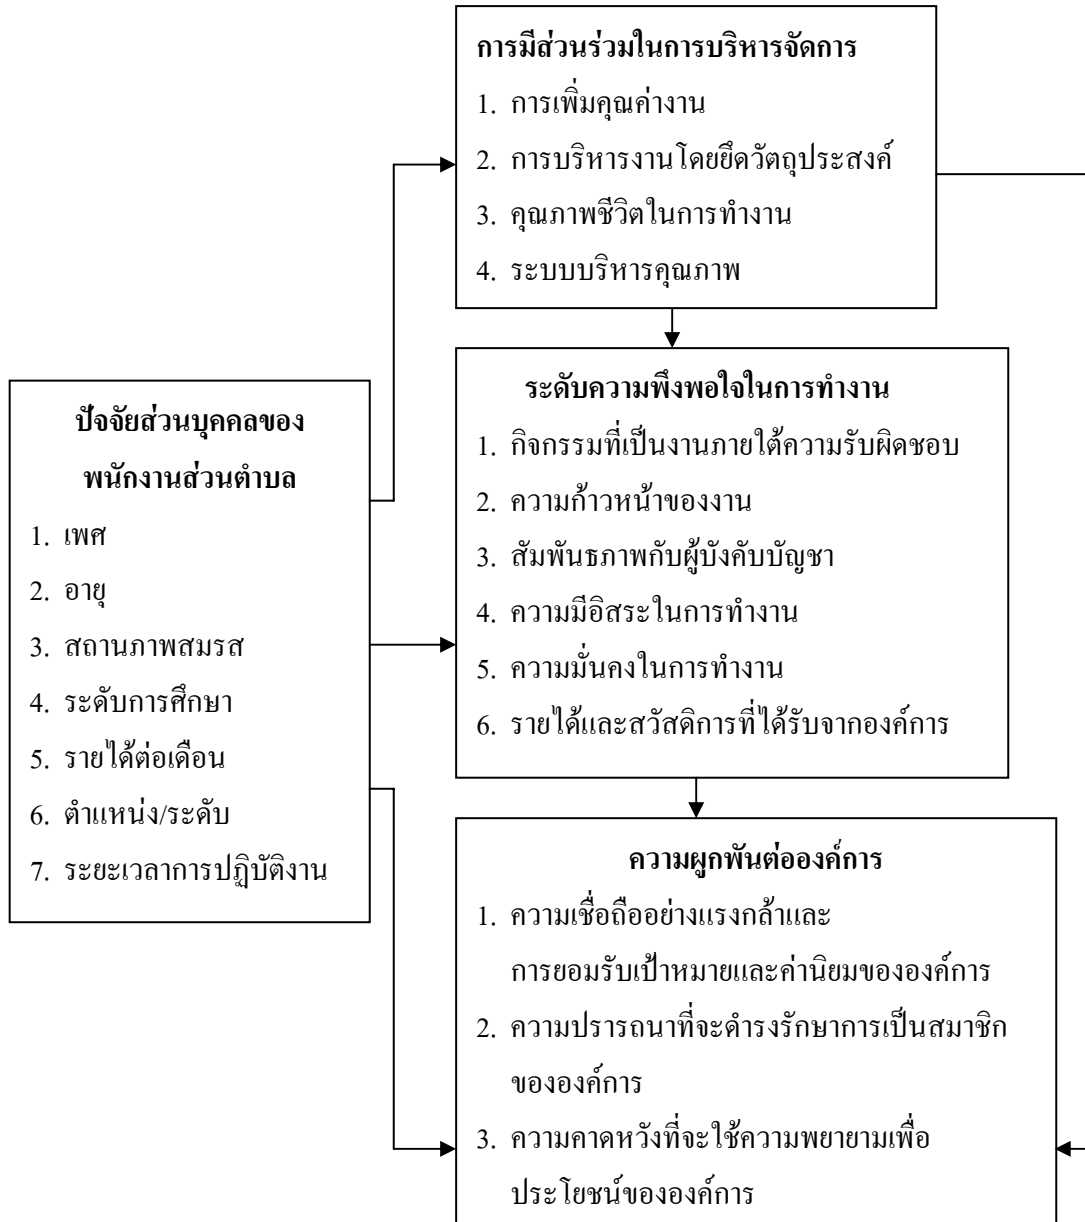 การมีส่วนร่วมในการบริหารจัดการ
1. การเพิ่มคุณค่างาน
2. การบริหารงานโดยยึดวัตถุประสงค์
3. คุณภาพชีวิตในการทำงาน
4. ระบบบริหารคุณภาพ
ปัจจัยส่วนบุคคลของ
พนักงานส่วนตำบล
1. เพศ
2. อายุ
3. สถานภาพสมรส
4. ระดับการศึกษา
5. รายได้ต่อเดือน
6. ตำแหน่ง/ระดับ
7. ระยะเวลาการปฏิบัติงาน
ระดับความพึงพอใจในการทำงาน
1. กิจกรรมที่เป็นงานภายใต้ความรับผิดชอบ
2. ความก้าวหน้าของงาน
3. สัมพันธภาพกับผู้บังคับบัญชา
4. ความมีอิสระในการทำงาน
5. ความมั่นคงในการทำงาน
6. รายได้และสวัสดิการที่ได้รับจากองค์การ
ความผูกพันต่อองค์การ
1. ความเชื่อถืออย่างแรงกล้าและ
การยอมรับเป้าหมายและค่านิยมขององค์การ
2. ความปรารถนาที่จะดำรงรักษาการเป็นสมาชิก
ขององค์การ
3. ความคาดหวังที่จะใช้ความพยายามเพื่อ
ประโยชน์ขององค์การ